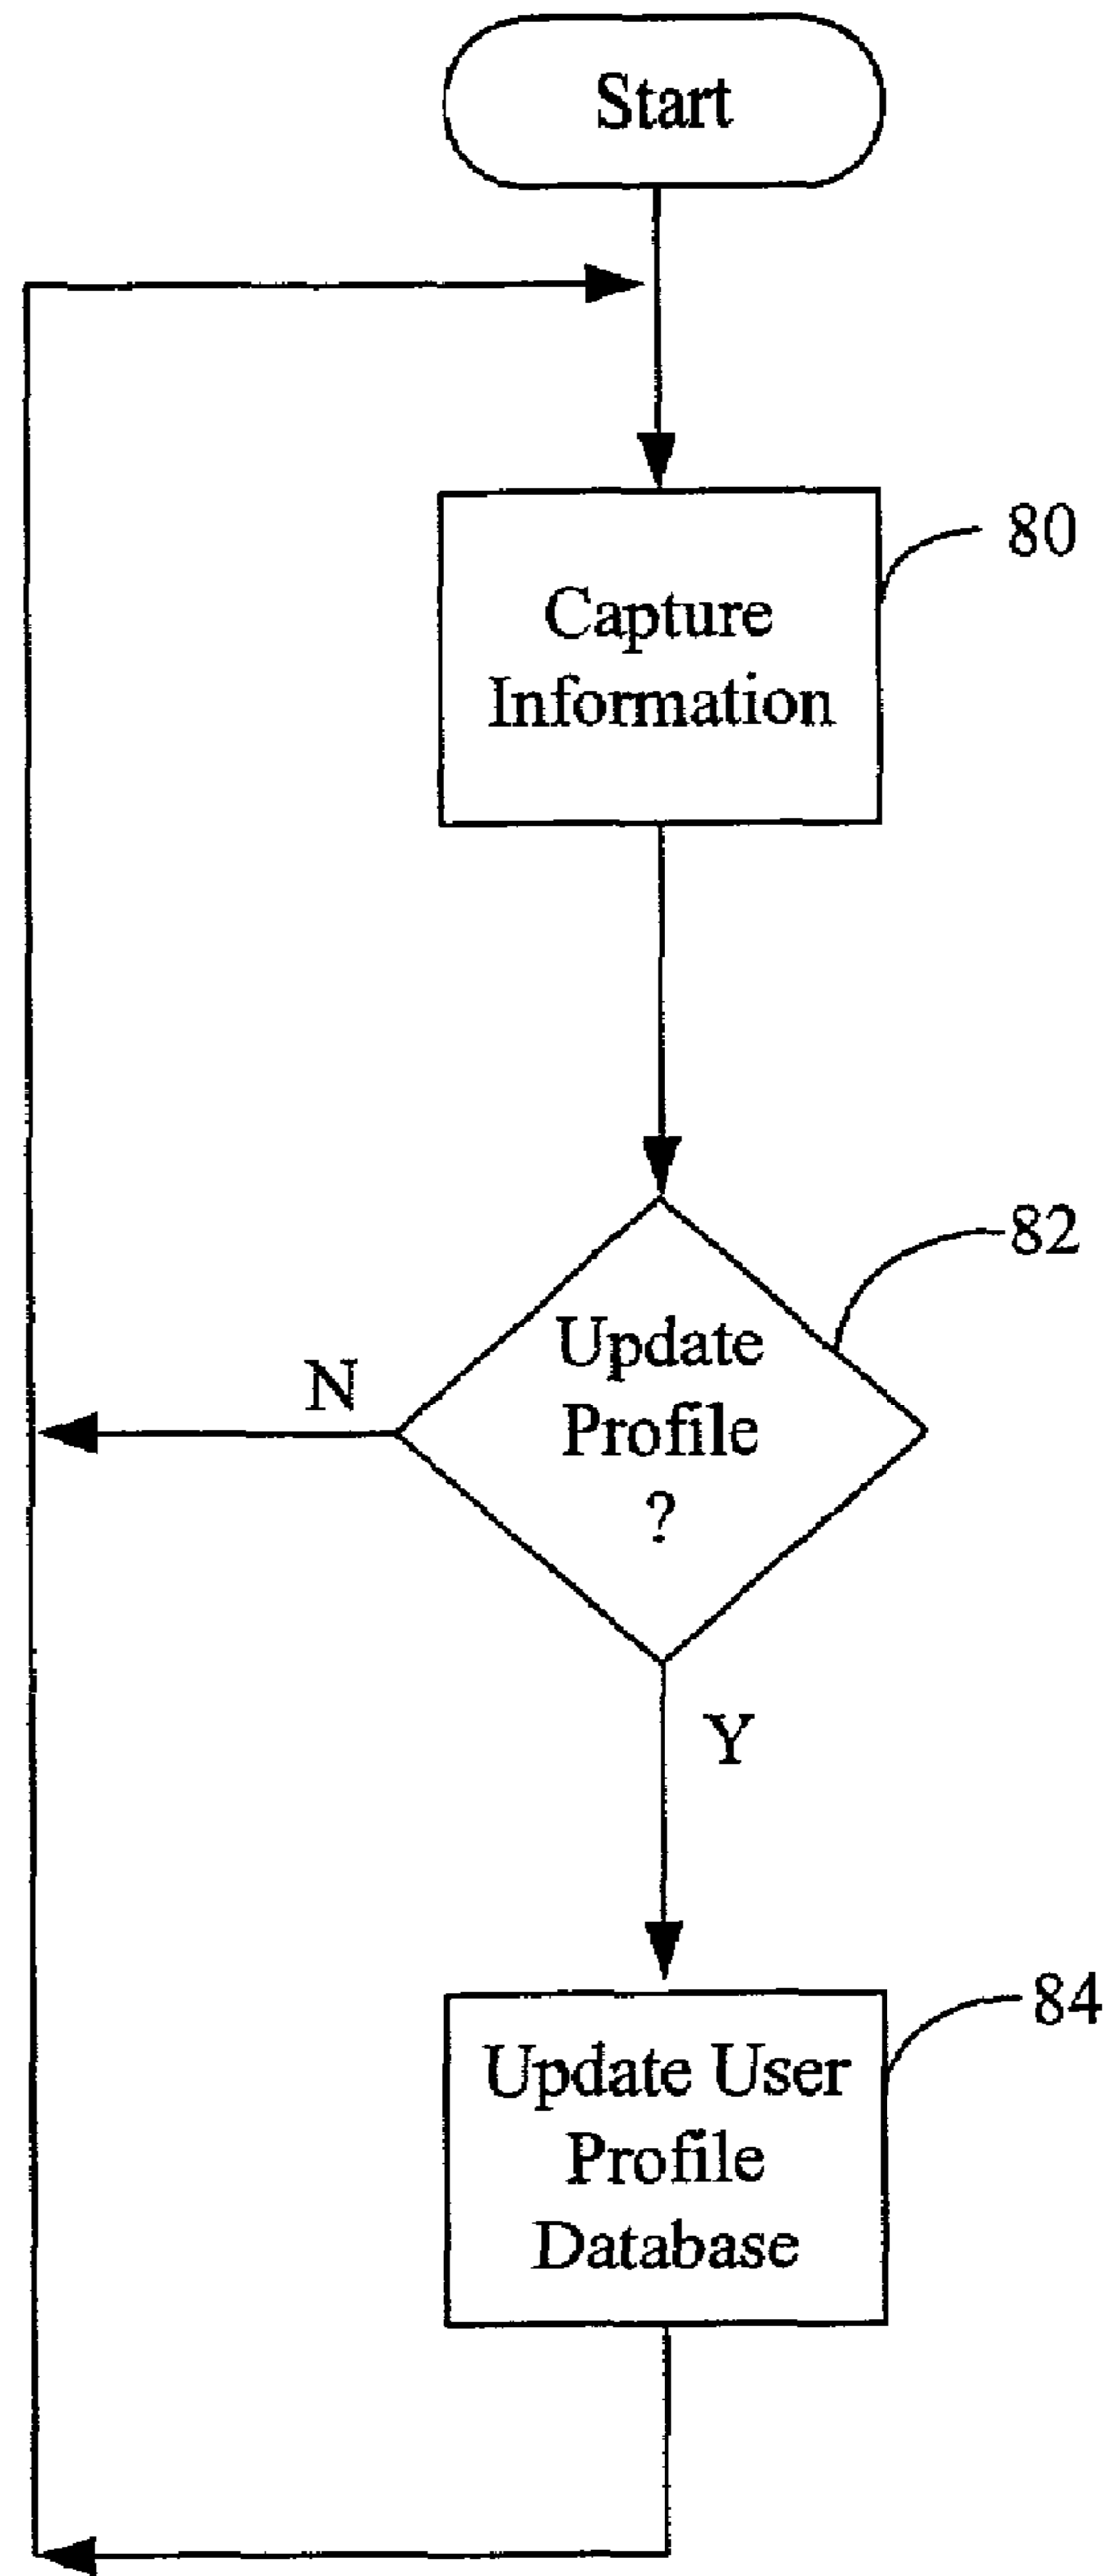 Start
80
Capture
Information
82
Update
Profile
?
N
Y
84
Update User
Profile
Database